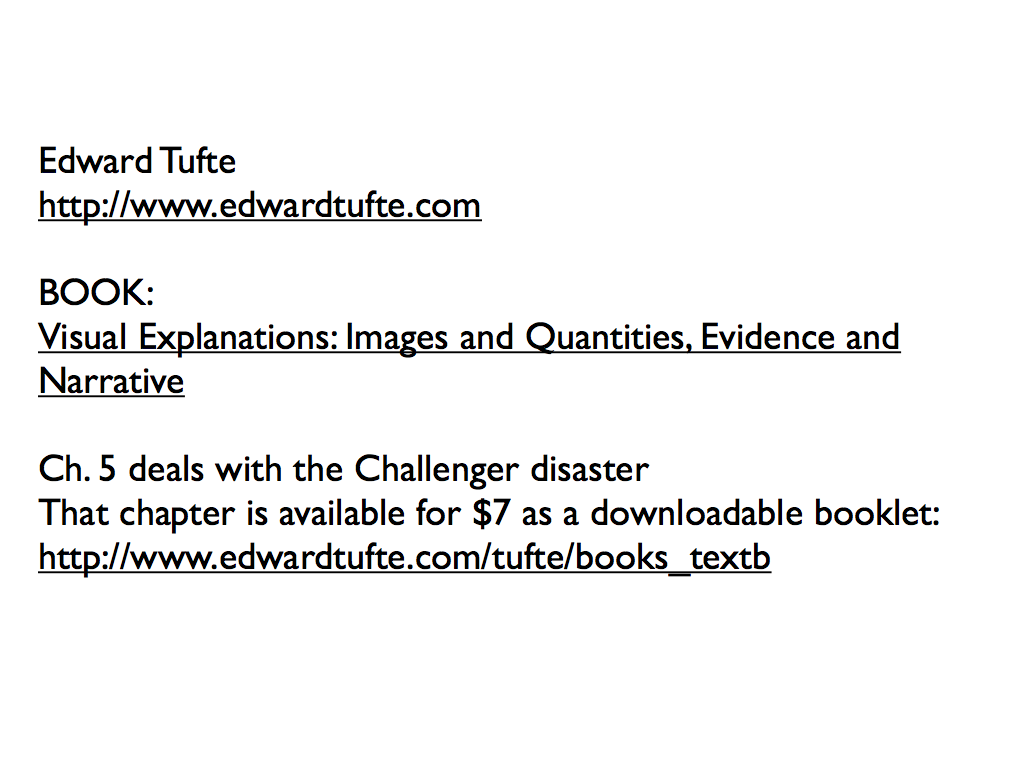 Edward Tufte
http://www.edwardtufte.com
BOOK:
Visual Explanations: Images and Quantities, Evidence and
Narrative
Ch. 5 deals with the Challenger disaster
That chapter is available for $7 as a downloadable booklet:
http://www.edwardtufte.com/tufte/books_textb